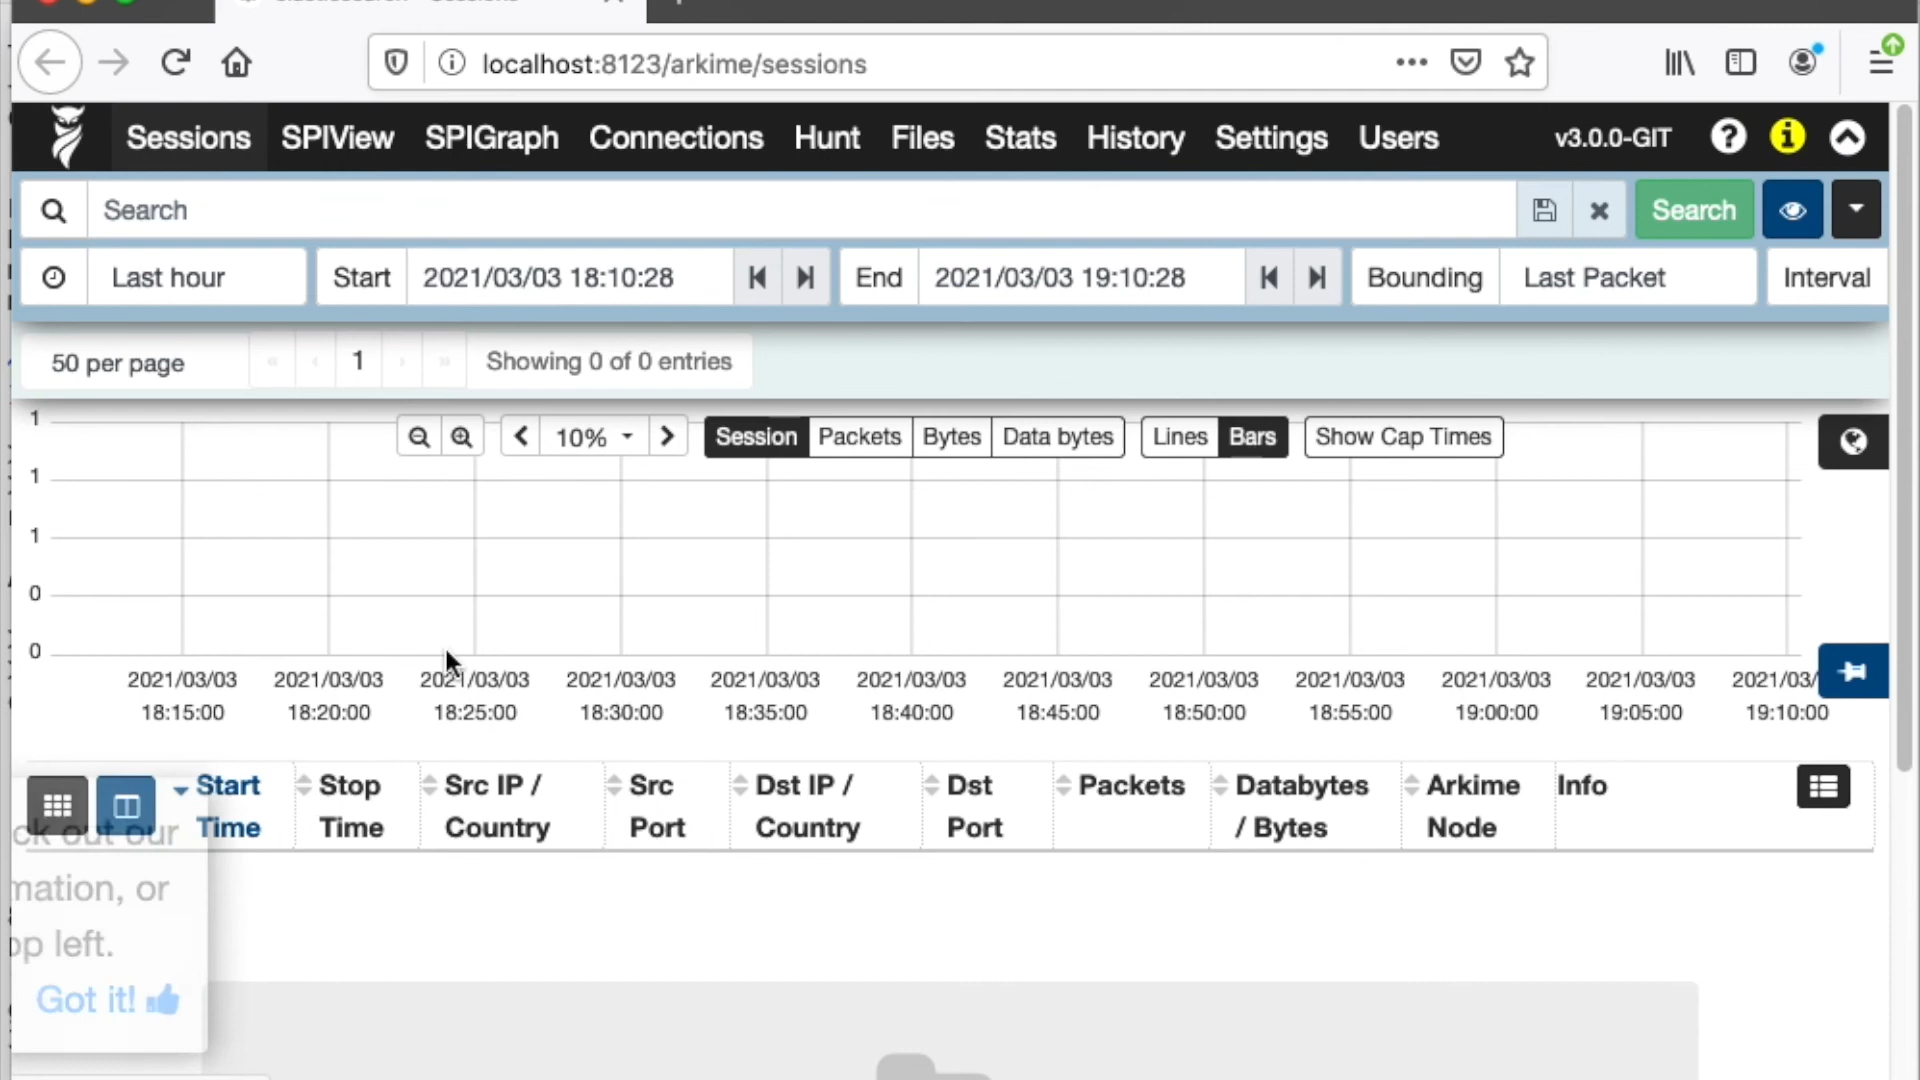 localhost:8123/arkime/sessions
Sessions SPIView SPIGraph Connections Hunt Files Stats History Settings Users v3.0.0-GIT
Search Search
Last hour Start 2021/03/03 18:10:28 End 2021/03/03 19:10:28 Bounding Last Packet Interval
50 per page 1 Showing 0 of 0 entries
10% Session Packets Bytes Data bytes Lines Bars Show Cap Times
1
1
1
0
0
2021/03/03 2021/03/03 2021/03/03 2021/03/03 2021/03/03 2021/03/03 2021/03/03 2021/03/03 2021/03/03 2021/03/03 2021/03/03 2021/03/
18:15:00 18:20:00 18:25:00 18:30:00 18:35:00 18:40:00 18:45:00 18:50:00 18:55:00 19:00:00 19:05:00 19:10:00
Start Stop Src IP / Src Dst IP / Dst Packets Databytes Arkime Info
Time Time Country Port Country Port / Bytes Node
ck out our
mation, or
op left.
Got it!